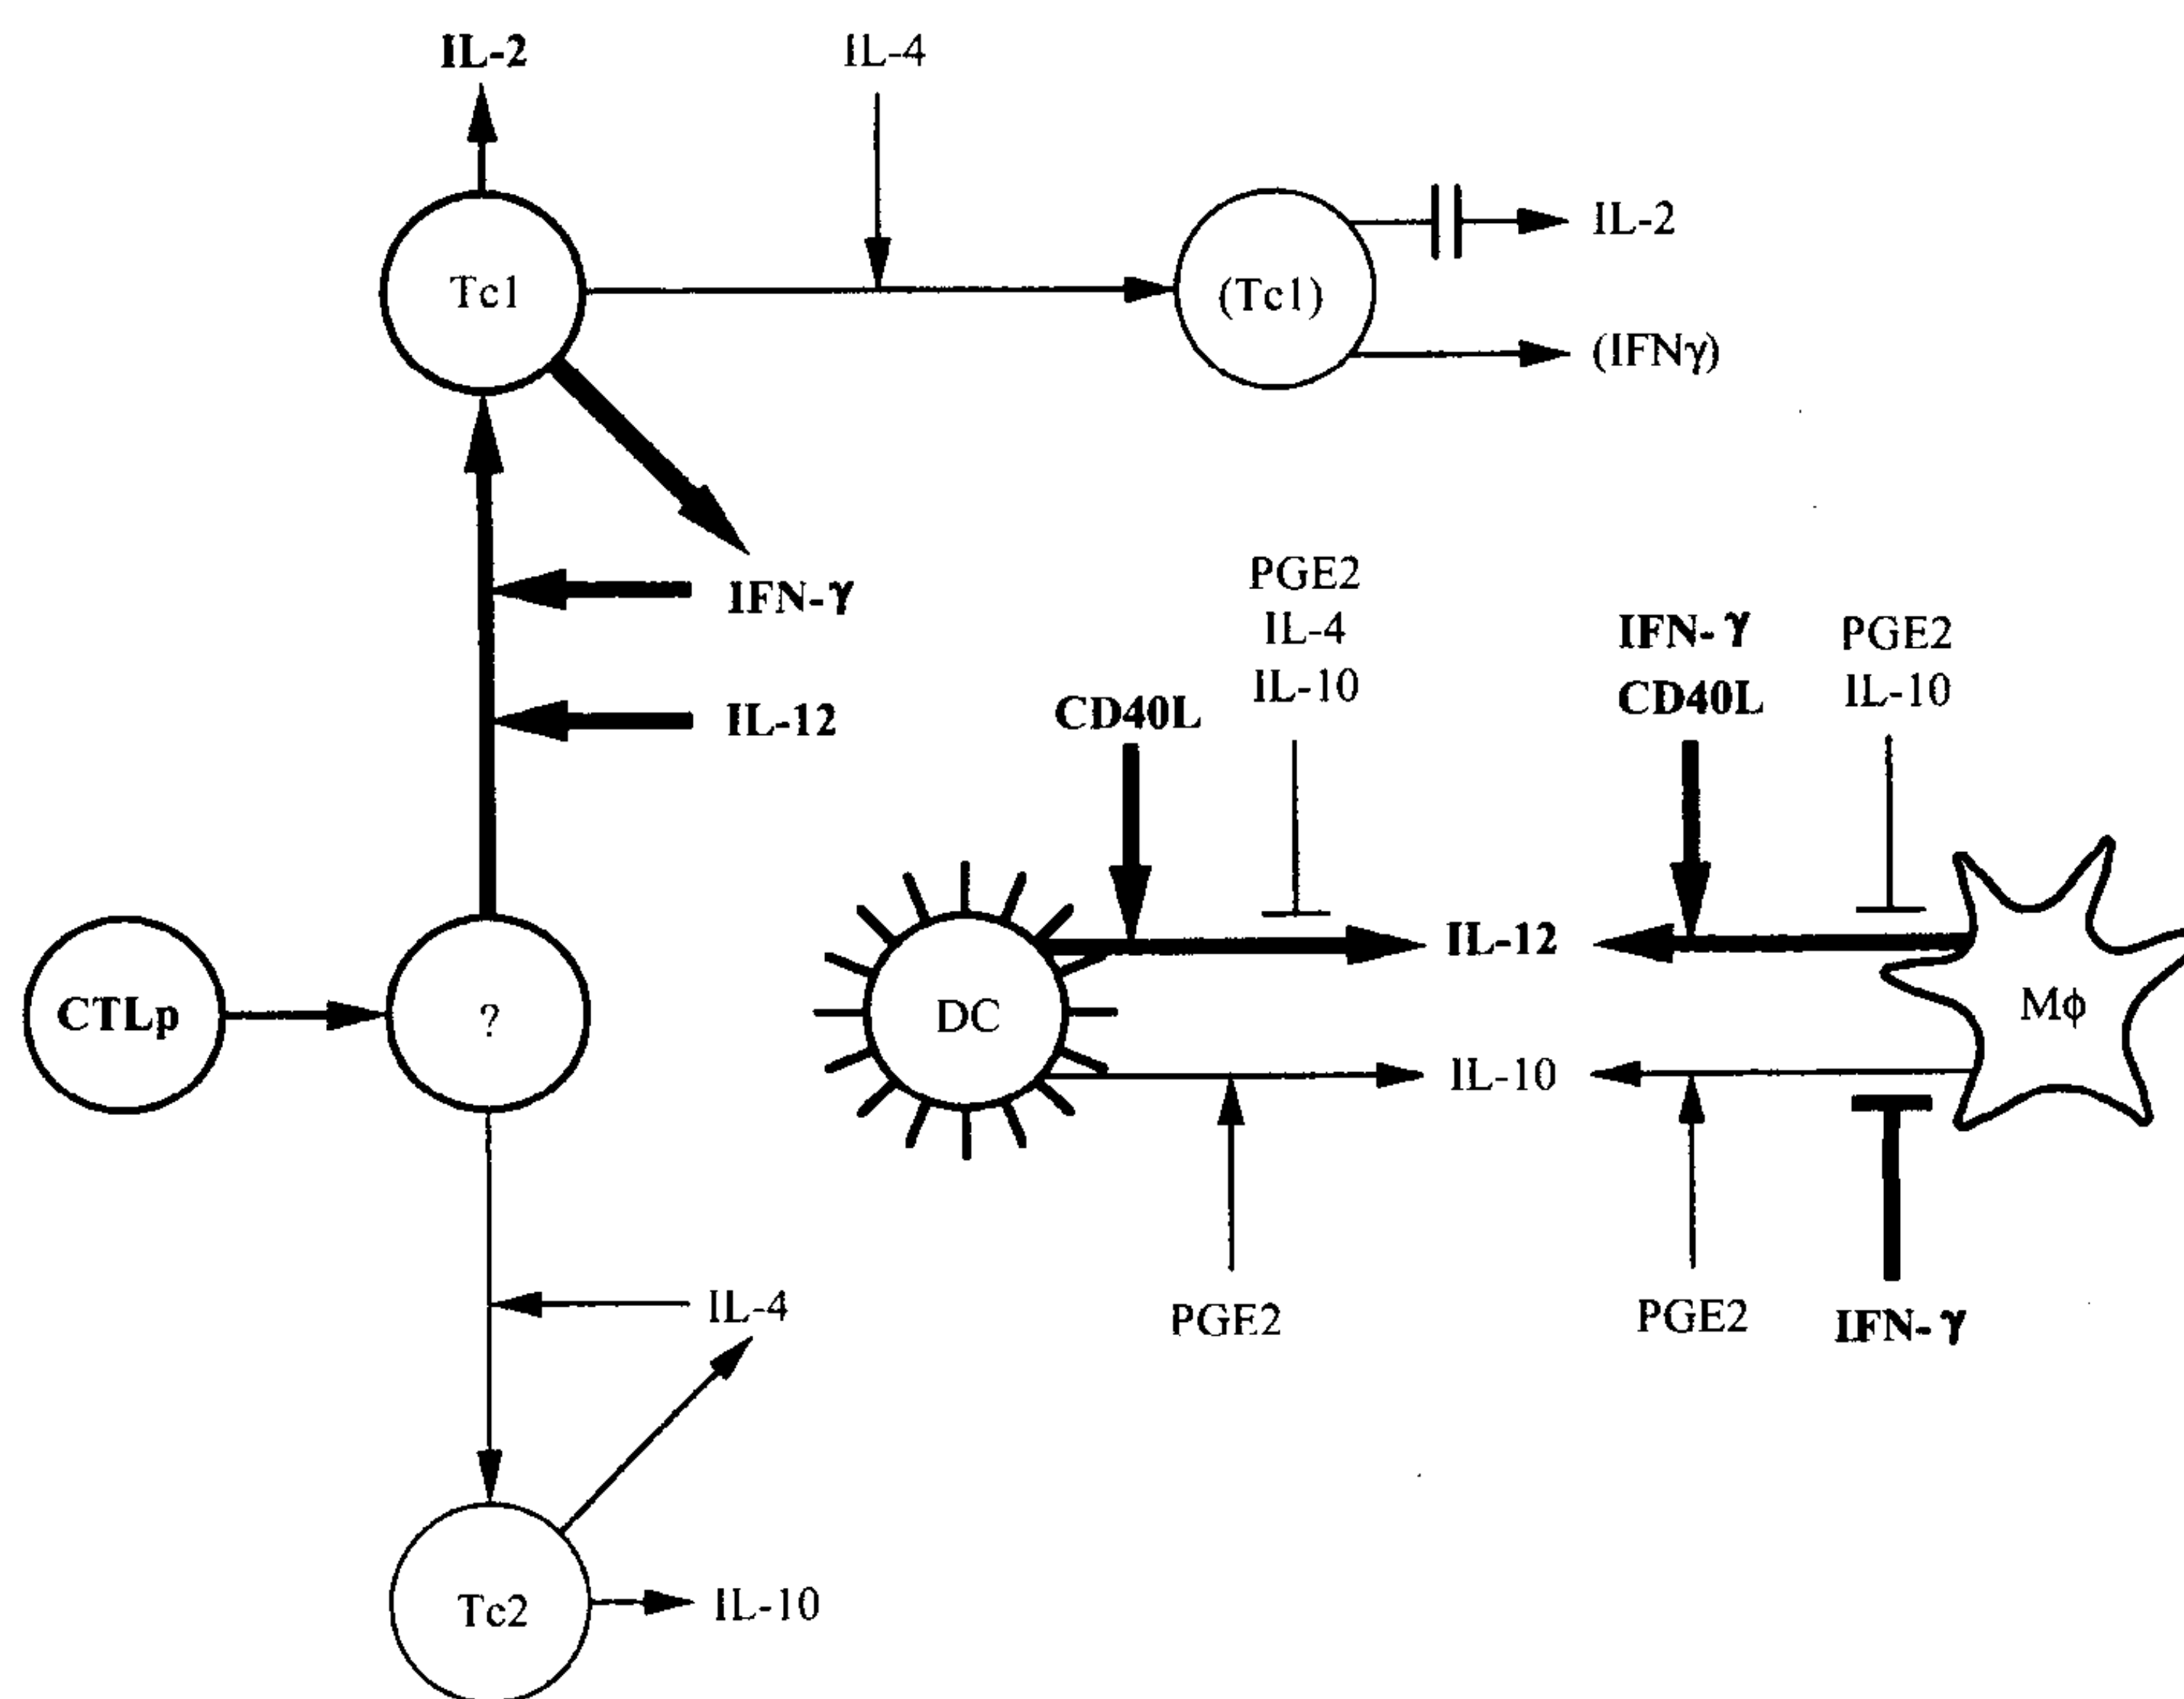 IL-2
IL-4
Tc1
(Tc1)
IL-2
(IFNγ)
IFN-γ
IL-12
PGE2
IL-4
IL-10
CD40L
IFN-γ
CD40L
PGE2
IL-10
CTLp
?
DC
IL-12
IL-10
Mϕ
IL-4
PGE2
PGE2
IFN-γ
Tc2
IL-10